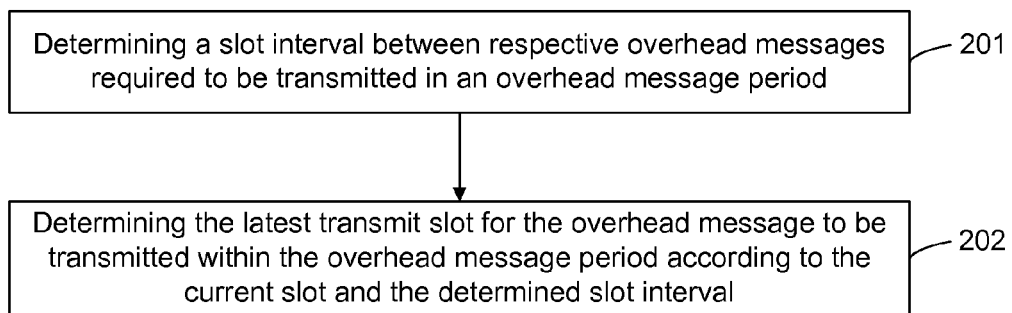 Determining a slot interval between respective overhead messages
required to be transmitted in an overhead message period
201
Determining the latest transmit slot for the overhead message to be
transmitted within the overhead message period according to the
current slot and the determined slot interval
202